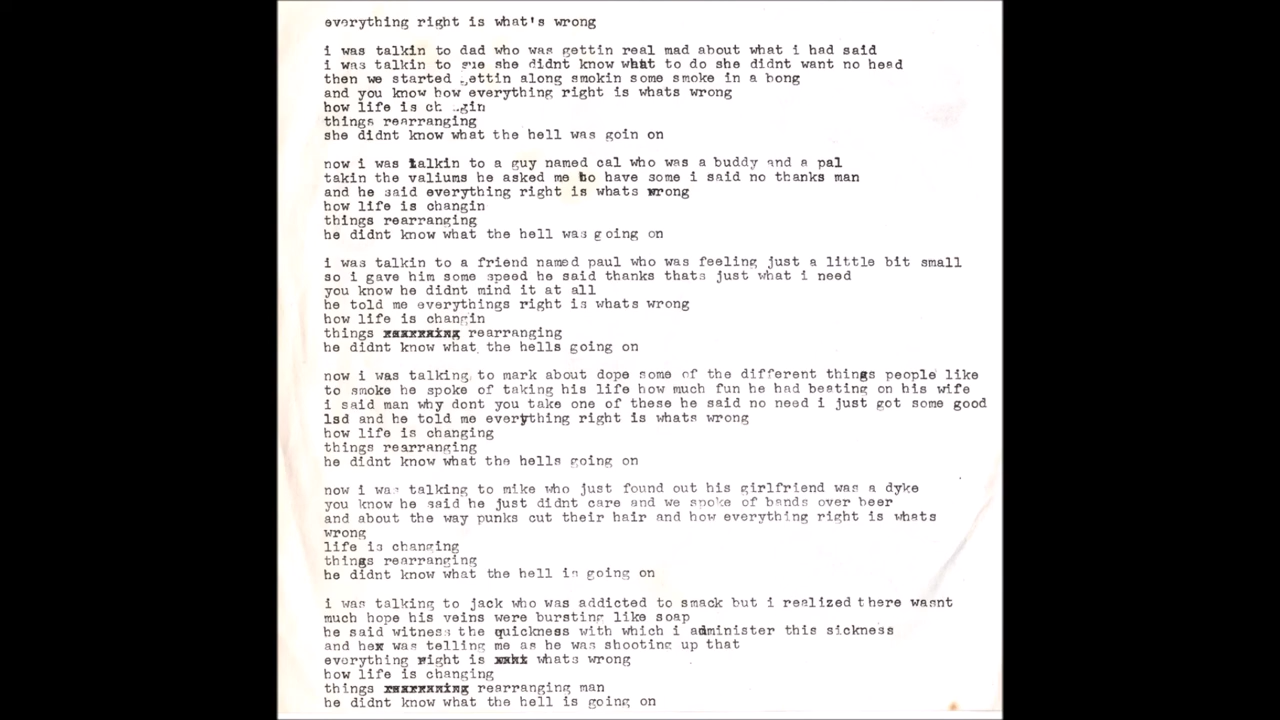 everything right is what's wrong
i was talkin to dad who was gettin real mad about what i had said
i was talkin to sue she didnt know what to do she didnt want no head
then we started gettin along smokin some smoke in a bong
and you know how everything right is whats wrong
how life is changin
things rearranging
she didnt know what the hell was goin on
now i was talkin to a guy named cal who was a buddy and a pal
takin the valiums he asked me to have some i said no thanks man
and he said everything right is whats wrong
how life is changin
things rearranging
he didnt know what the hell was going on
i was talkin to a friend named paul who was feeling just a little bit small
so i gave him some speed he said thanks thats just what i need
you know he didnt mind it at all
he told me everythings right is whats wrong
how life is changin
things rearranging
he didnt know what the hells going on
now i was talking to mark about dope some of the different things people like
to smoke he spoke of taking his life how much fun he had beating on his wife
i said man why dont you take one of these he said no need i just got some good
lsd and he told me everything right is whats wrong
how life is changing
things rearranging
he didnt know what the hells going on
now i was talking to mike who just found out his girlfriend was a dyke
you know he said he just didnt care and we spoke of bands over beer
and about the way punks cut their hair and how everything right is whats
wrong
life is changing
things rearranging
he didnt know what the hell is going on
i was talking to jack who was addicted to smack but i realized there wasnt
much hope his veins were bursting like soap
he said witness the quickness with which i administer this sickness
and he was telling me as he was shooting up that
everything right is whats wrong
how life is changing
things rearranging man
he didnt know what the hell is going on